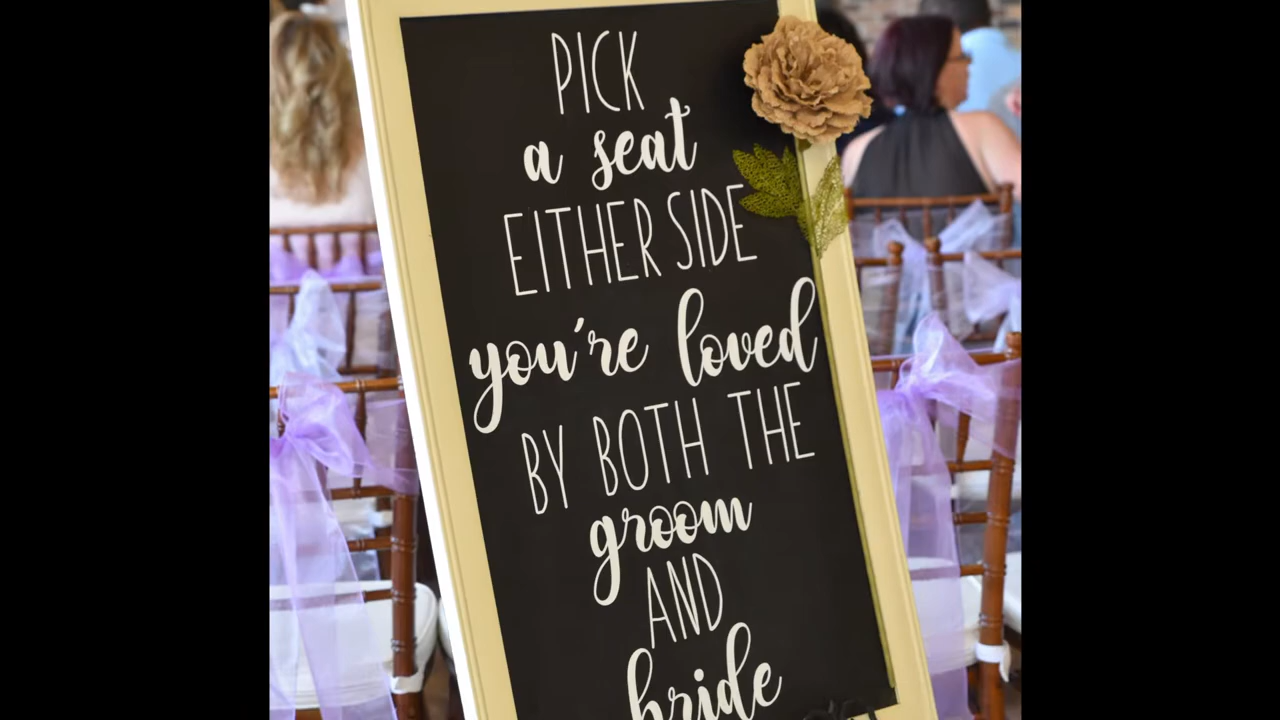 PICK
a seat
EITHER SIDE
you're loved
BY BOTH THE
groom
AND
bride